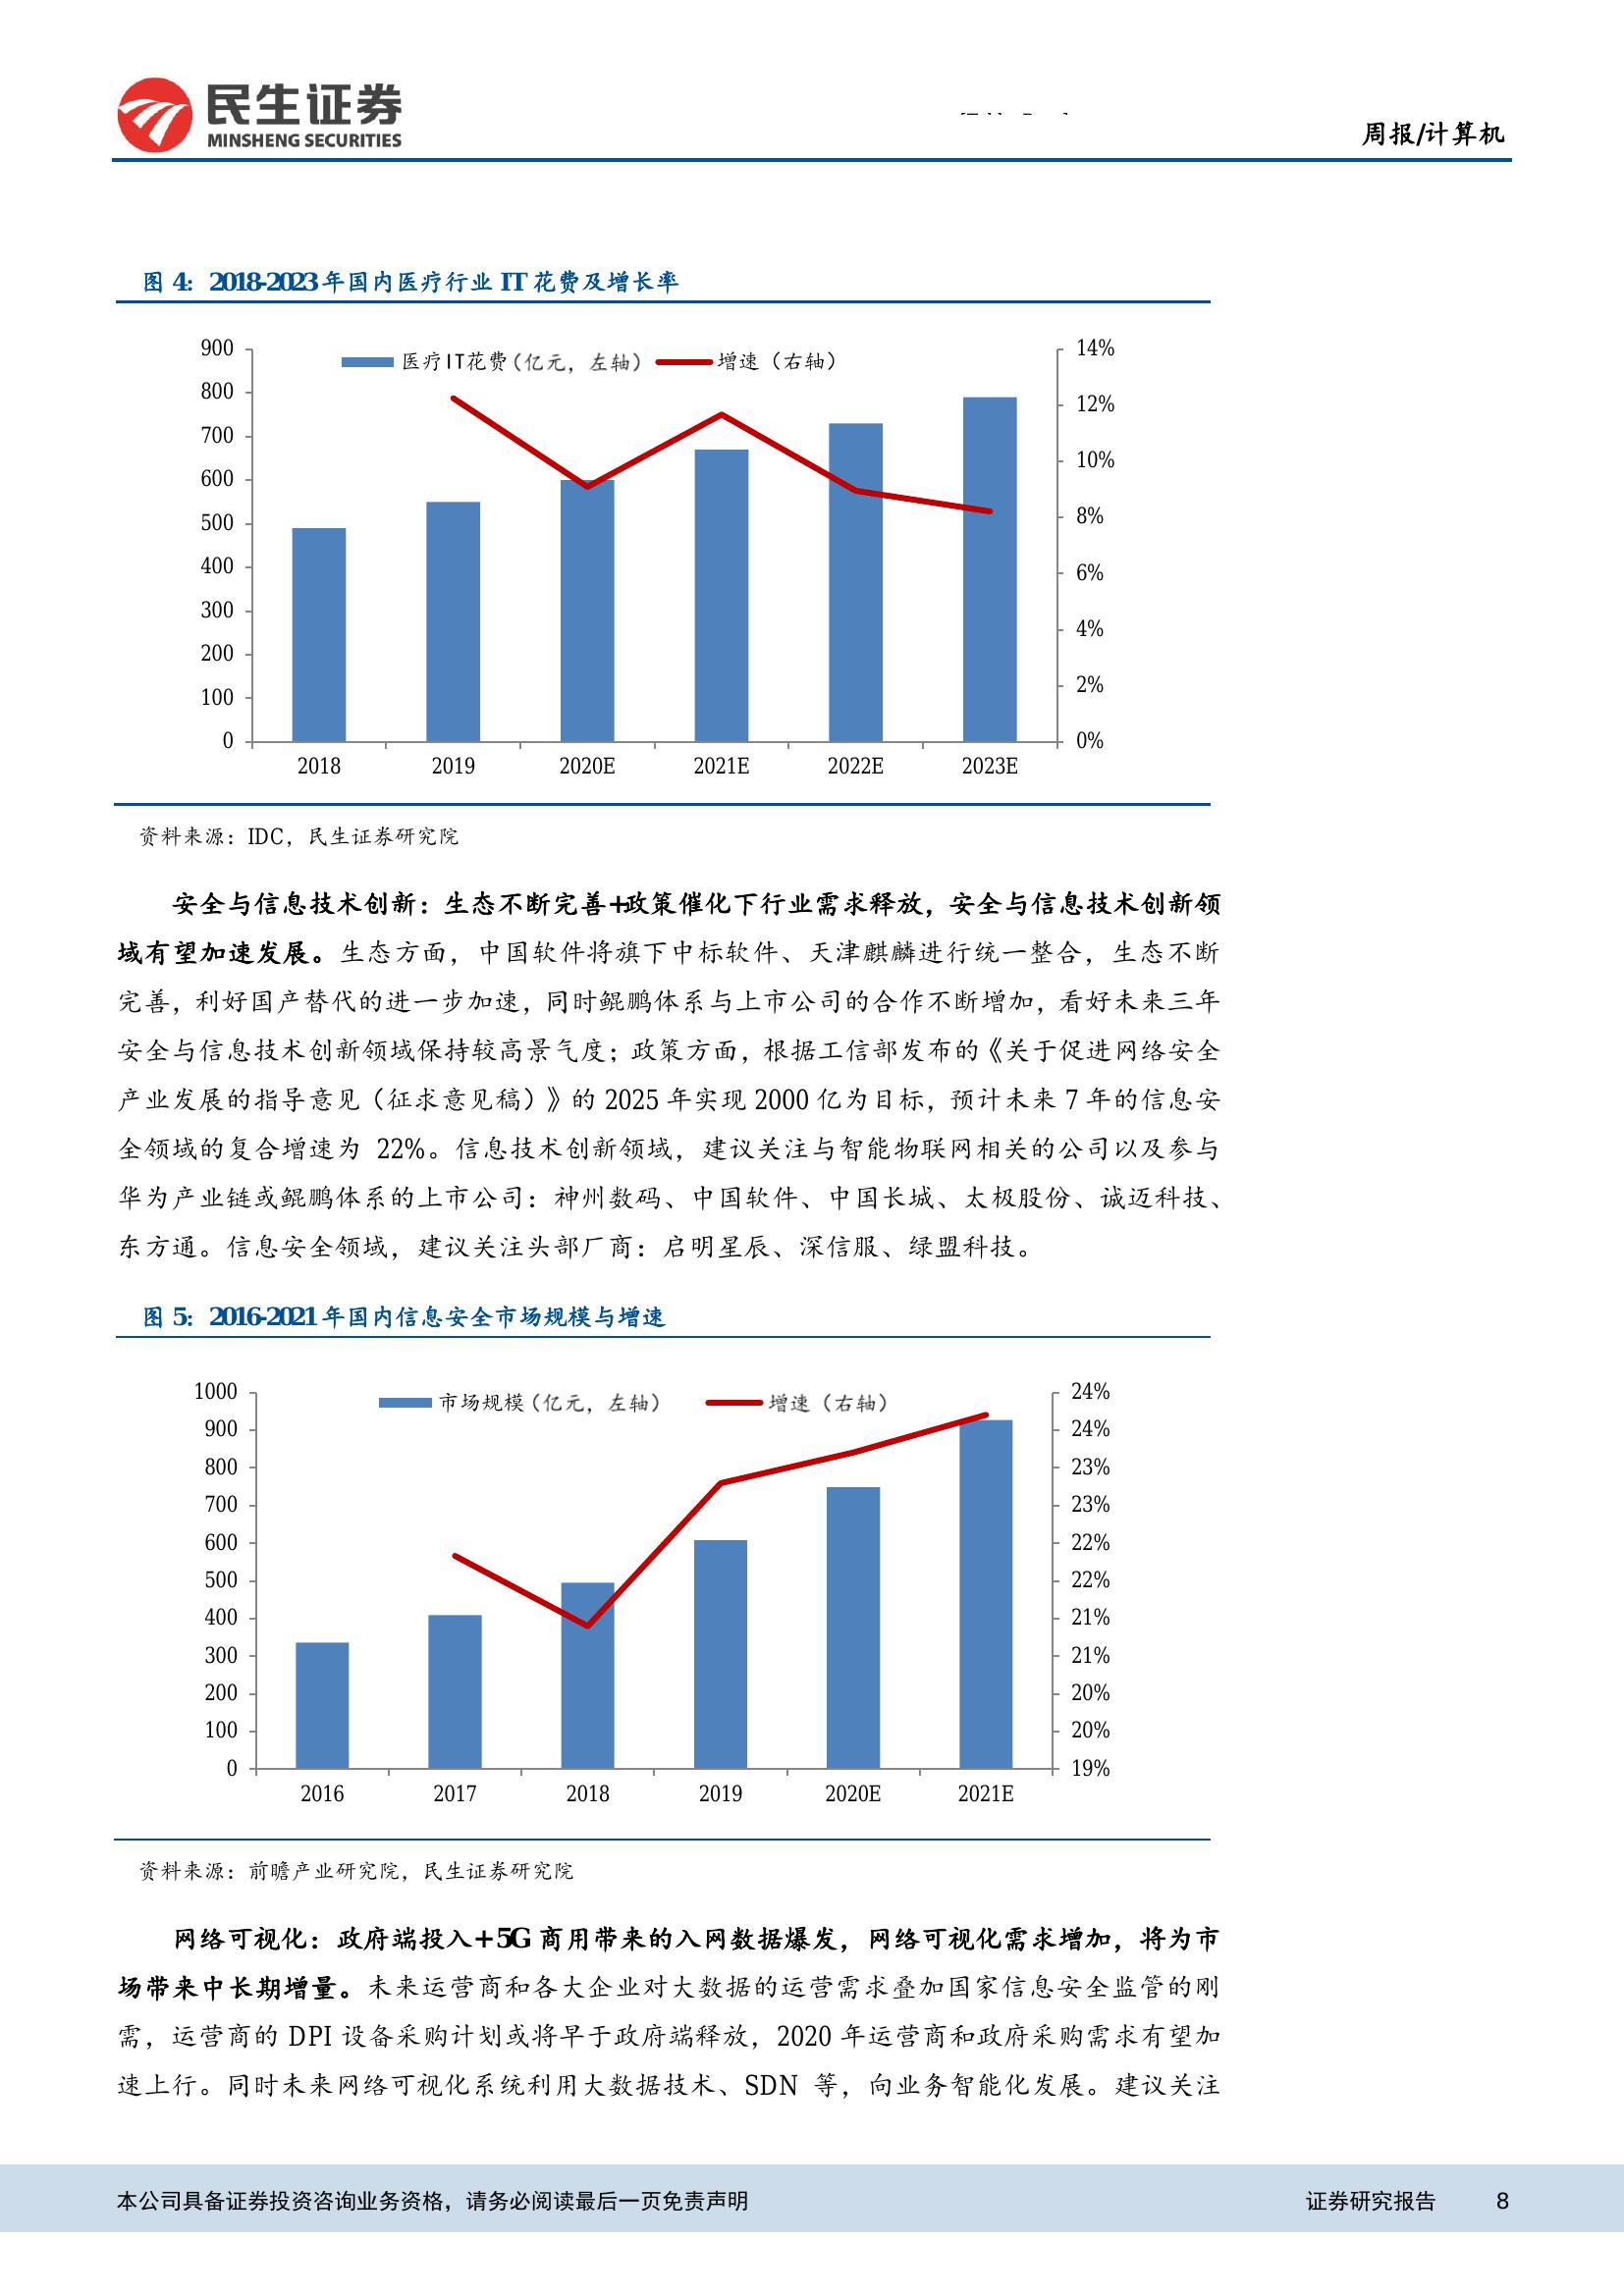 民生证券
MINSHENG SECURITIES
周报/计算机
图 4：2018-2023 年国内医疗行业 IT 花费及增长率
医疗IT花费（亿元，左轴） 增速（右轴）
900
800
700
600
500
400
300
200
100
0
14%
12%
10%
8%
6%
4%
2%
0%
2018 2019 2020E 2021E 2022E 2023E
资料来源：IDC，民生证券研究院
安全与信息技术创新：生态不断完善+政策催化下行业需求释放，安全与信息技术创新领
域有望加速发展。生态方面，中国软件将旗下中标软件、天津麒麟进行统一整合，生态不断
完善，利好国产替代的进一步加速，同时鲲鹏体系与上市公司的合作不断增加，看好未来三年
安全与信息技术创新领域保持较高景气度；政策方面，根据工信部发布的《关于促进网络安全
产业发展的指导意见（征求意见稿）》的 2025 年实现 2000 亿为目标，预计未来 7 年的信息安
全领域的复合增速为 22%。信息技术创新领域，建议关注与智能物联网相关的公司以及参与
华为产业链或鲲鹏体系的上市公司：神州数码、中国软件、中国长城、太极股份、诚迈科技、
东方通。信息安全领域，建议关注头部厂商：启明星辰、深信服、绿盟科技。
图 5：2016-2021 年国内信息安全市场规模与增速
市场规模（亿元，左轴） 增速（右轴）
1000
900
800
700
600
500
400
300
200
100
0
24%
24%
23%
23%
22%
22%
21%
21%
20%
20%
19%
2016 2017 2018 2019 2020E 2021E
资料来源：前瞻产业研究院，民生证券研究院
网络可视化：政府端投入+5G 商用带来的入网数据爆发，网络可视化需求增加，将为市
场带来中长期增量。未来运营商和各大企业对大数据的运营需求叠加国家信息安全监管的刚
需，运营商的 DPI 设备采购计划或将早于政府端释放，2020 年运营商和政府采购需求有望加
速上行。同时未来网络可视化系统利用大数据技术、SDN 等，向业务智能化发展。建议关注
本公司具备证券投资咨询业务资格，请务必阅读最后一页免责声明 证券研究报告 8